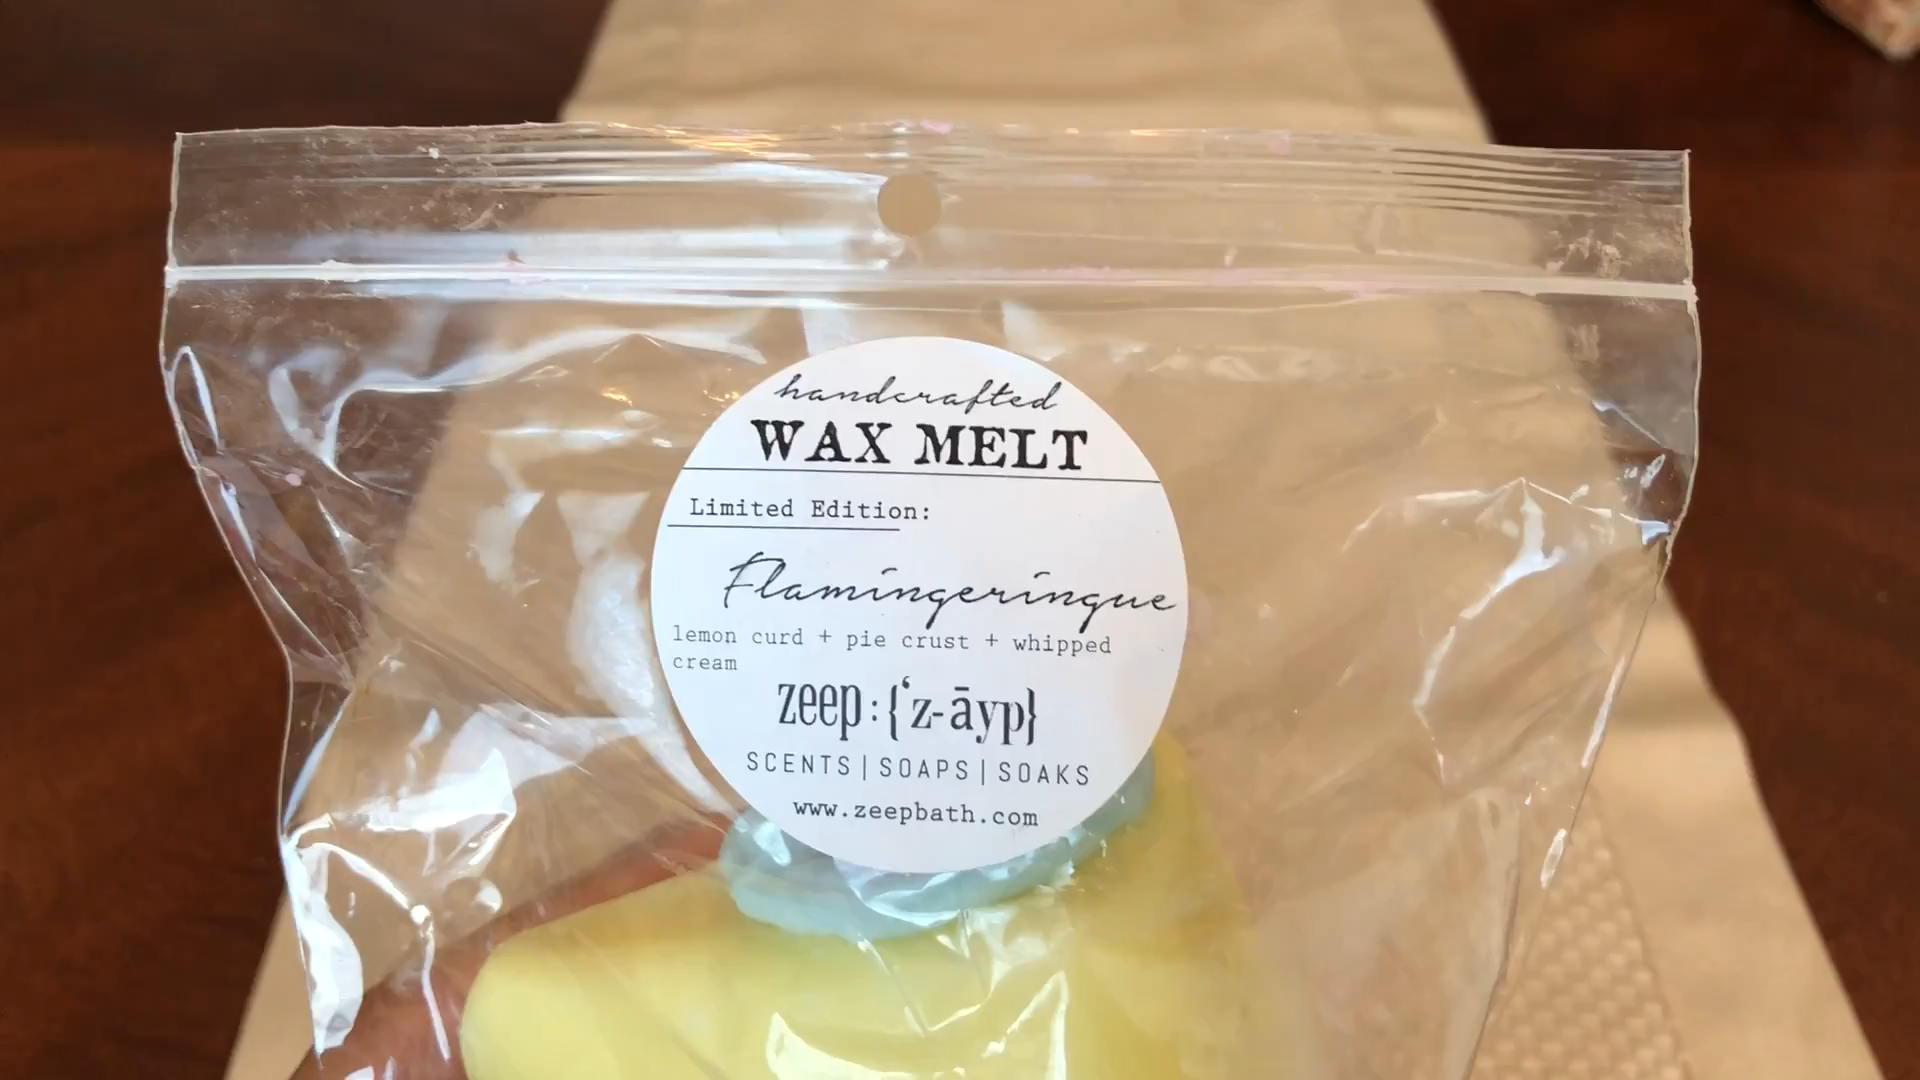 handcrafted
WAX MELT
Limited Edition:
Flamingeringue
lemon curd + pie crust + whipped
cream
zeep:{‘z-āyp}
SCENTS|SOAPS|SOAKS
www.zeepbath.com